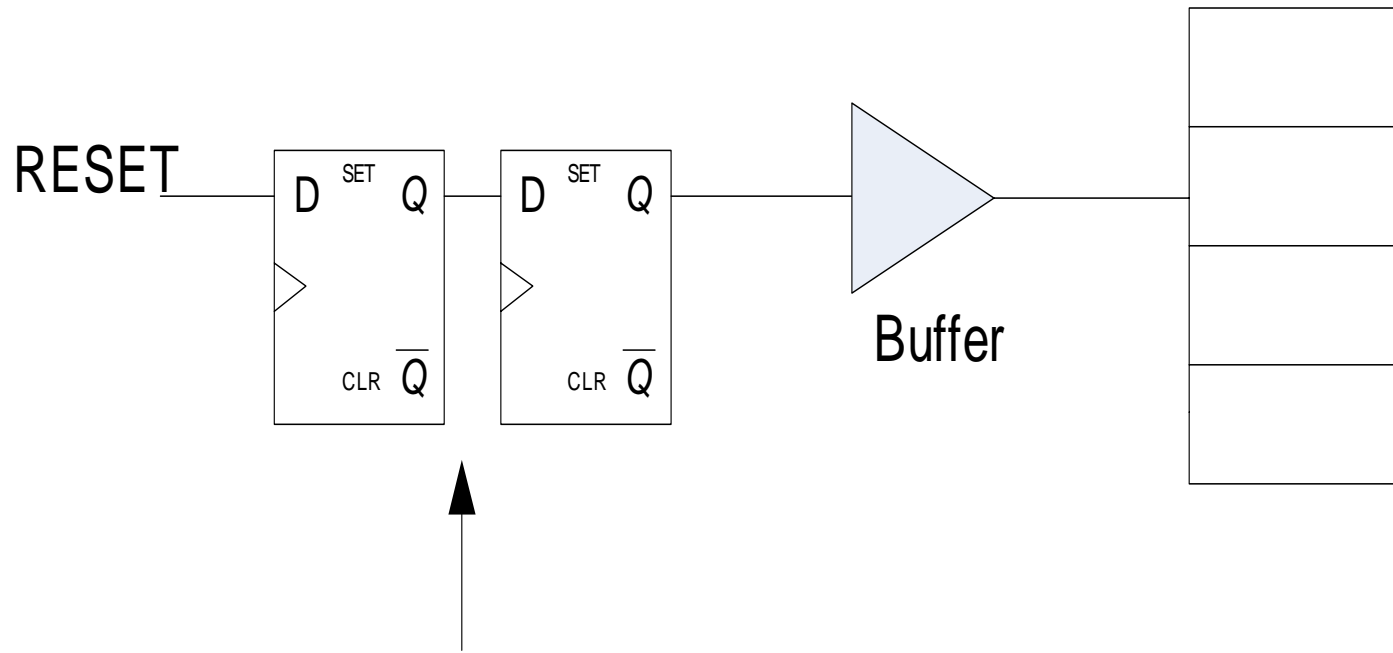 RESET
D SET Q
CLR Q̅
D SET Q
CLR Q̅
Buffer